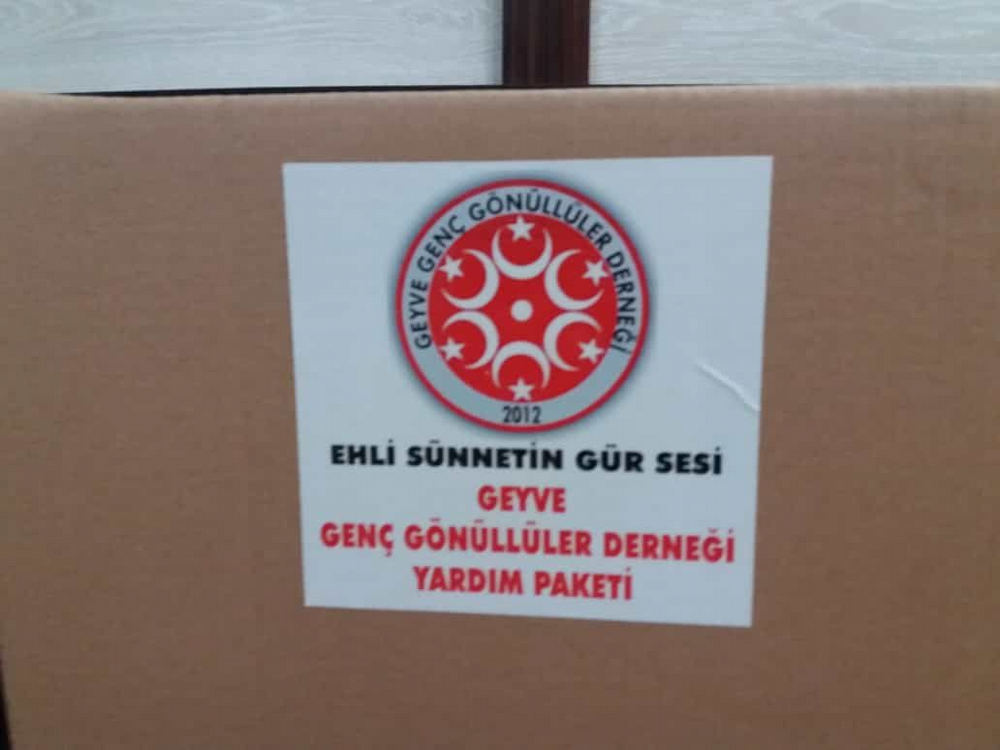 GEYVE GENÇ GÖNÜLLÜLER DERNEĞİ
2012
EHLİ SÜNNETİN GÜR SESİ
GEYVE
GENÇ GÖNÜLLÜLER DERNEĞİ
YARDIM PAKETİ